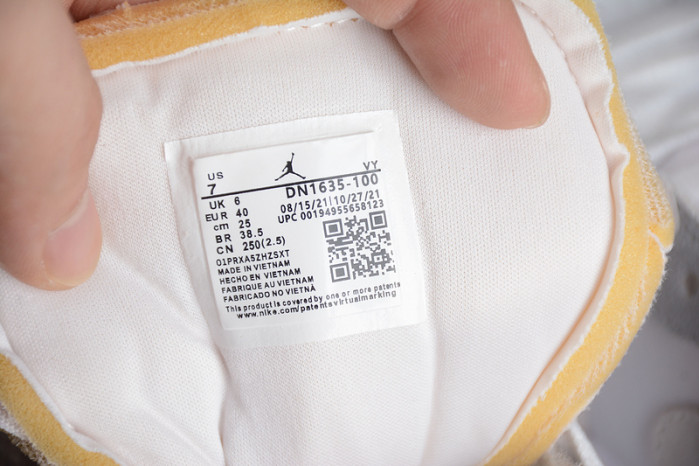 US
7 VY
UK 6 DN1635-100
EUR 40 08/15/21|10/27/21
cm 25 UPC 00194955658123
BR 38.5
CN 250(2.5)
01PRXA5ZHZSXT
MADE IN VIETNAM
HECHO EN VIETNAM
FABRIQUE AU VIETNAM
FABRICADO NO VIETNÃ
This product is covered by one or more patents
www.nike.com/patentsvirtualmarking